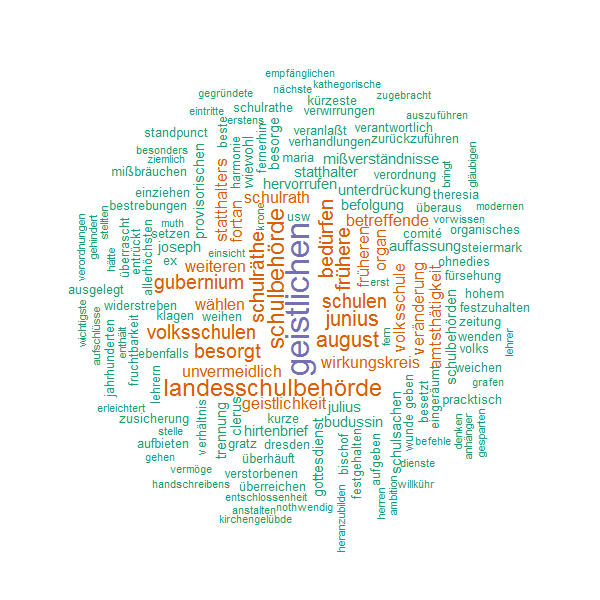 empfänglichen
kathegorische
nächste
zugebracht
gegründete
kürzeste
schulrathe
eintritte
verwirrungen
auszuführen
erstens
beste
standpunct
veranlaßt
verantwortlich
verhandlungen
zurückzuführen
besonders
ziemlich
mißbräuchen
provisorischen
statthalters
harmonie
wiewohl
fernerhin
besorge
maria
mißverständnisse
statthalter
verordnung
bringt
gläubigen
einziehen
hervorrufen
unterdrückung
theresia
bestrebungen
setzen
schulrath
befolgung
überaus
modernen
verordnungen
gehindert
stellten
muth
fortan
krone
usw
betreffende
vorwissen
comité
organisches
überrascht
entrückt
allerhöchsten
joseph
einsicht
schulbehörde
geistlichen
bedürfen
frühere
früheren
organ
auffassung
steiermark
hätte
ex
weiteren
schulräthe
erst
ohnedies
fürsehung
ausgelegt
gubernium
volksschule
veränderung
amtsthätigkeit
schulbehörden
hohem
widerstreben
wählen
schulen
festzuhalten
wichtigste
aufschlüsse
enthält
jahrhunderten
fruchtbarkeit
klagen
weihen
junius
zeitung
volksschulen
august
fern
wenden
lehrer
ebenfalls
besorgt
volks
lehrern
unvermeidlich
wirkungskreis
weichen
landesschulbehörde
geben
besetzt
eingeräumt
grafen
erleichtert
geistlichkeit
julius
practisch
zusicherung
verhältnis
trennung
clerus
kurze
budussin
schulsachen
wunde
stelle
hirtenbrief
befehle
denken
anhänger
gesparten
aufbieten
gratz
dresden
gottesdienst
bischof
festgehalten
aufgeben
gehen
überhäuft
dienste
vermöge
verstorbenen
handschreibens
überreichen
willkühr
entschlossenheit
herren
ambition
anstalten
nothwendig
heranzubilden
kirchengelübde